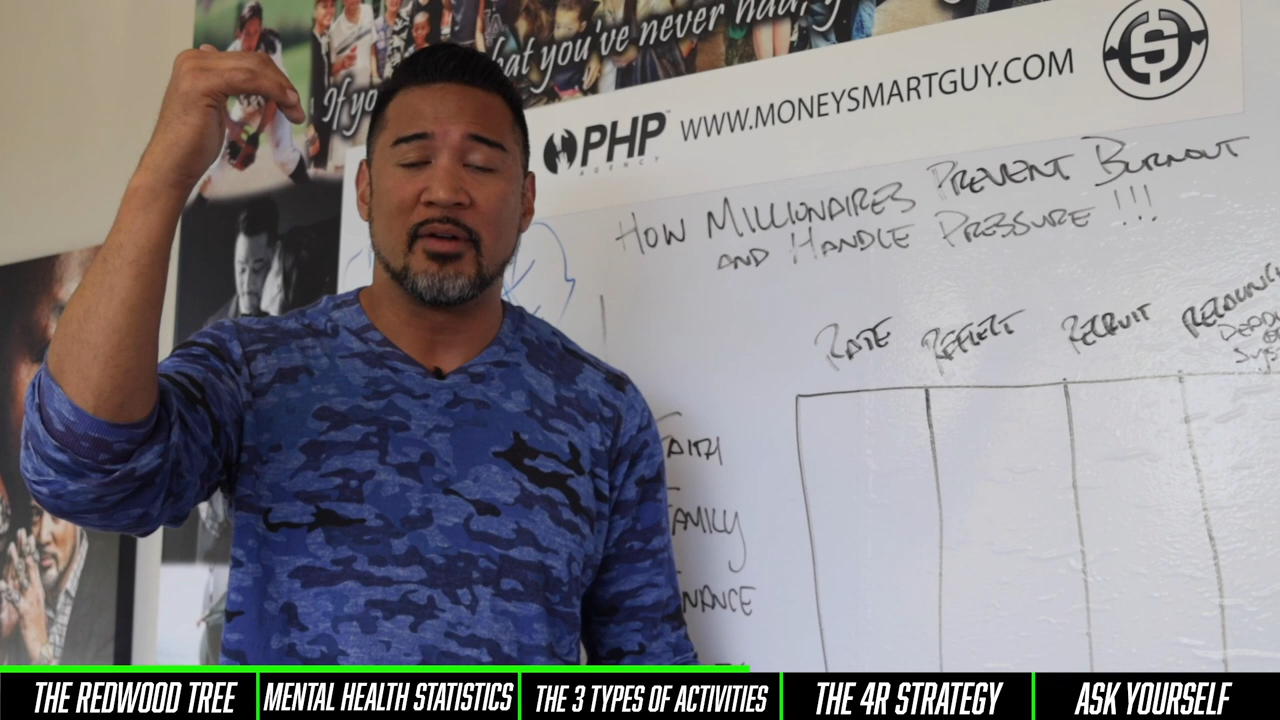 hat you've never had, y
If yo
PHP
AGENCY
WWW.MONEYSMARTGUY.COM
HOW MILLIONAIRES PREVENT BURNOUT
AND HANDLE PRESSURE !!!
RATE REFLECT RECRUIT
FAITH
FAMILY
NANCE
THE REDWOOD TREE
MENTAL HEALTH STATISTICS
THE 3 TYPES OF ACTIVITIES
THE 4R STRATEGY
ASK YOURSELF